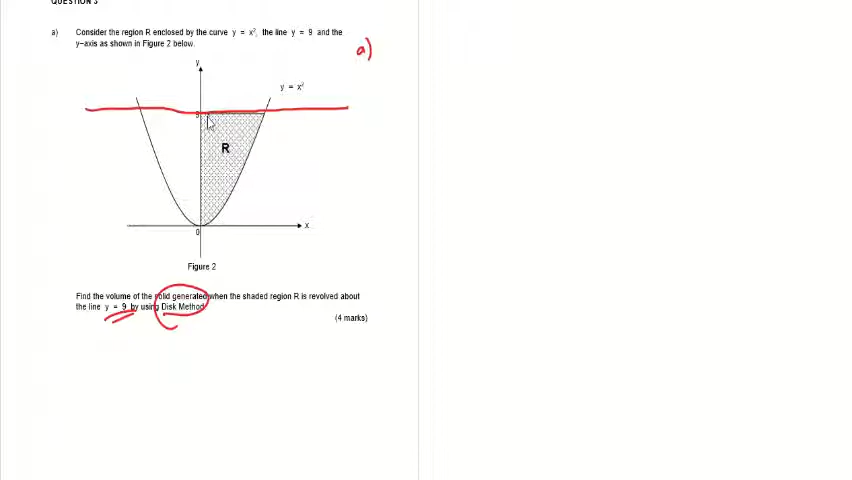 QUESTION 3
a) Consider the region R enclosed by the curve y = x², the line y = 9 and the
y-axis as shown in Figure 2 below.
a)
y
y = x²
9
R
x
0
Figure 2
Find the volume of the solid generated when the shaded region R is revolved about
the line y = 9 by using Disk Method.
(4 marks)